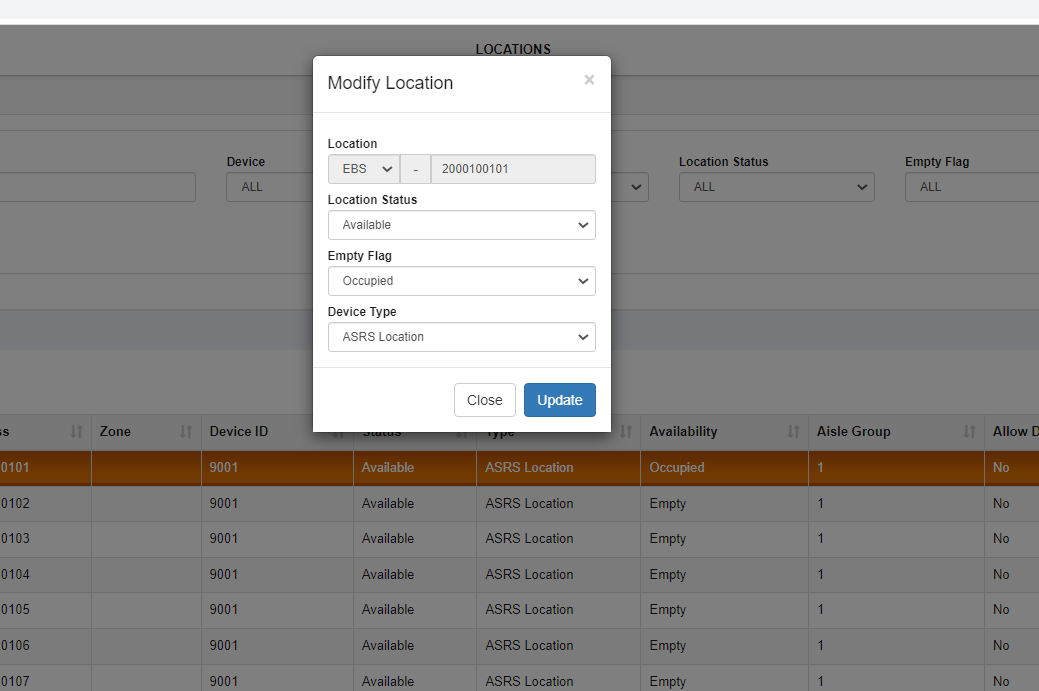 LOCATIONS
Modify Location ×
Location
EBS - 2000100101
Location Status
Available
Empty Flag
Occupied
Device Type
ASRS Location
Close Update
Device Location Status Empty Flag
ALL ALL ALL
ss Zone Device ID Status Type Availability Aisle Group Allow D
0101 9001 Available ASRS Location Occupied 1 No
0102 9001 Available ASRS Location Empty 1 No
0103 9001 Available ASRS Location Empty 1 No
0104 9001 Available ASRS Location Empty 1 No
0105 9001 Available ASRS Location Empty 1 No
0106 9001 Available ASRS Location Empty 1 No
0107 9001 Available ASRS Location Empty 1 No